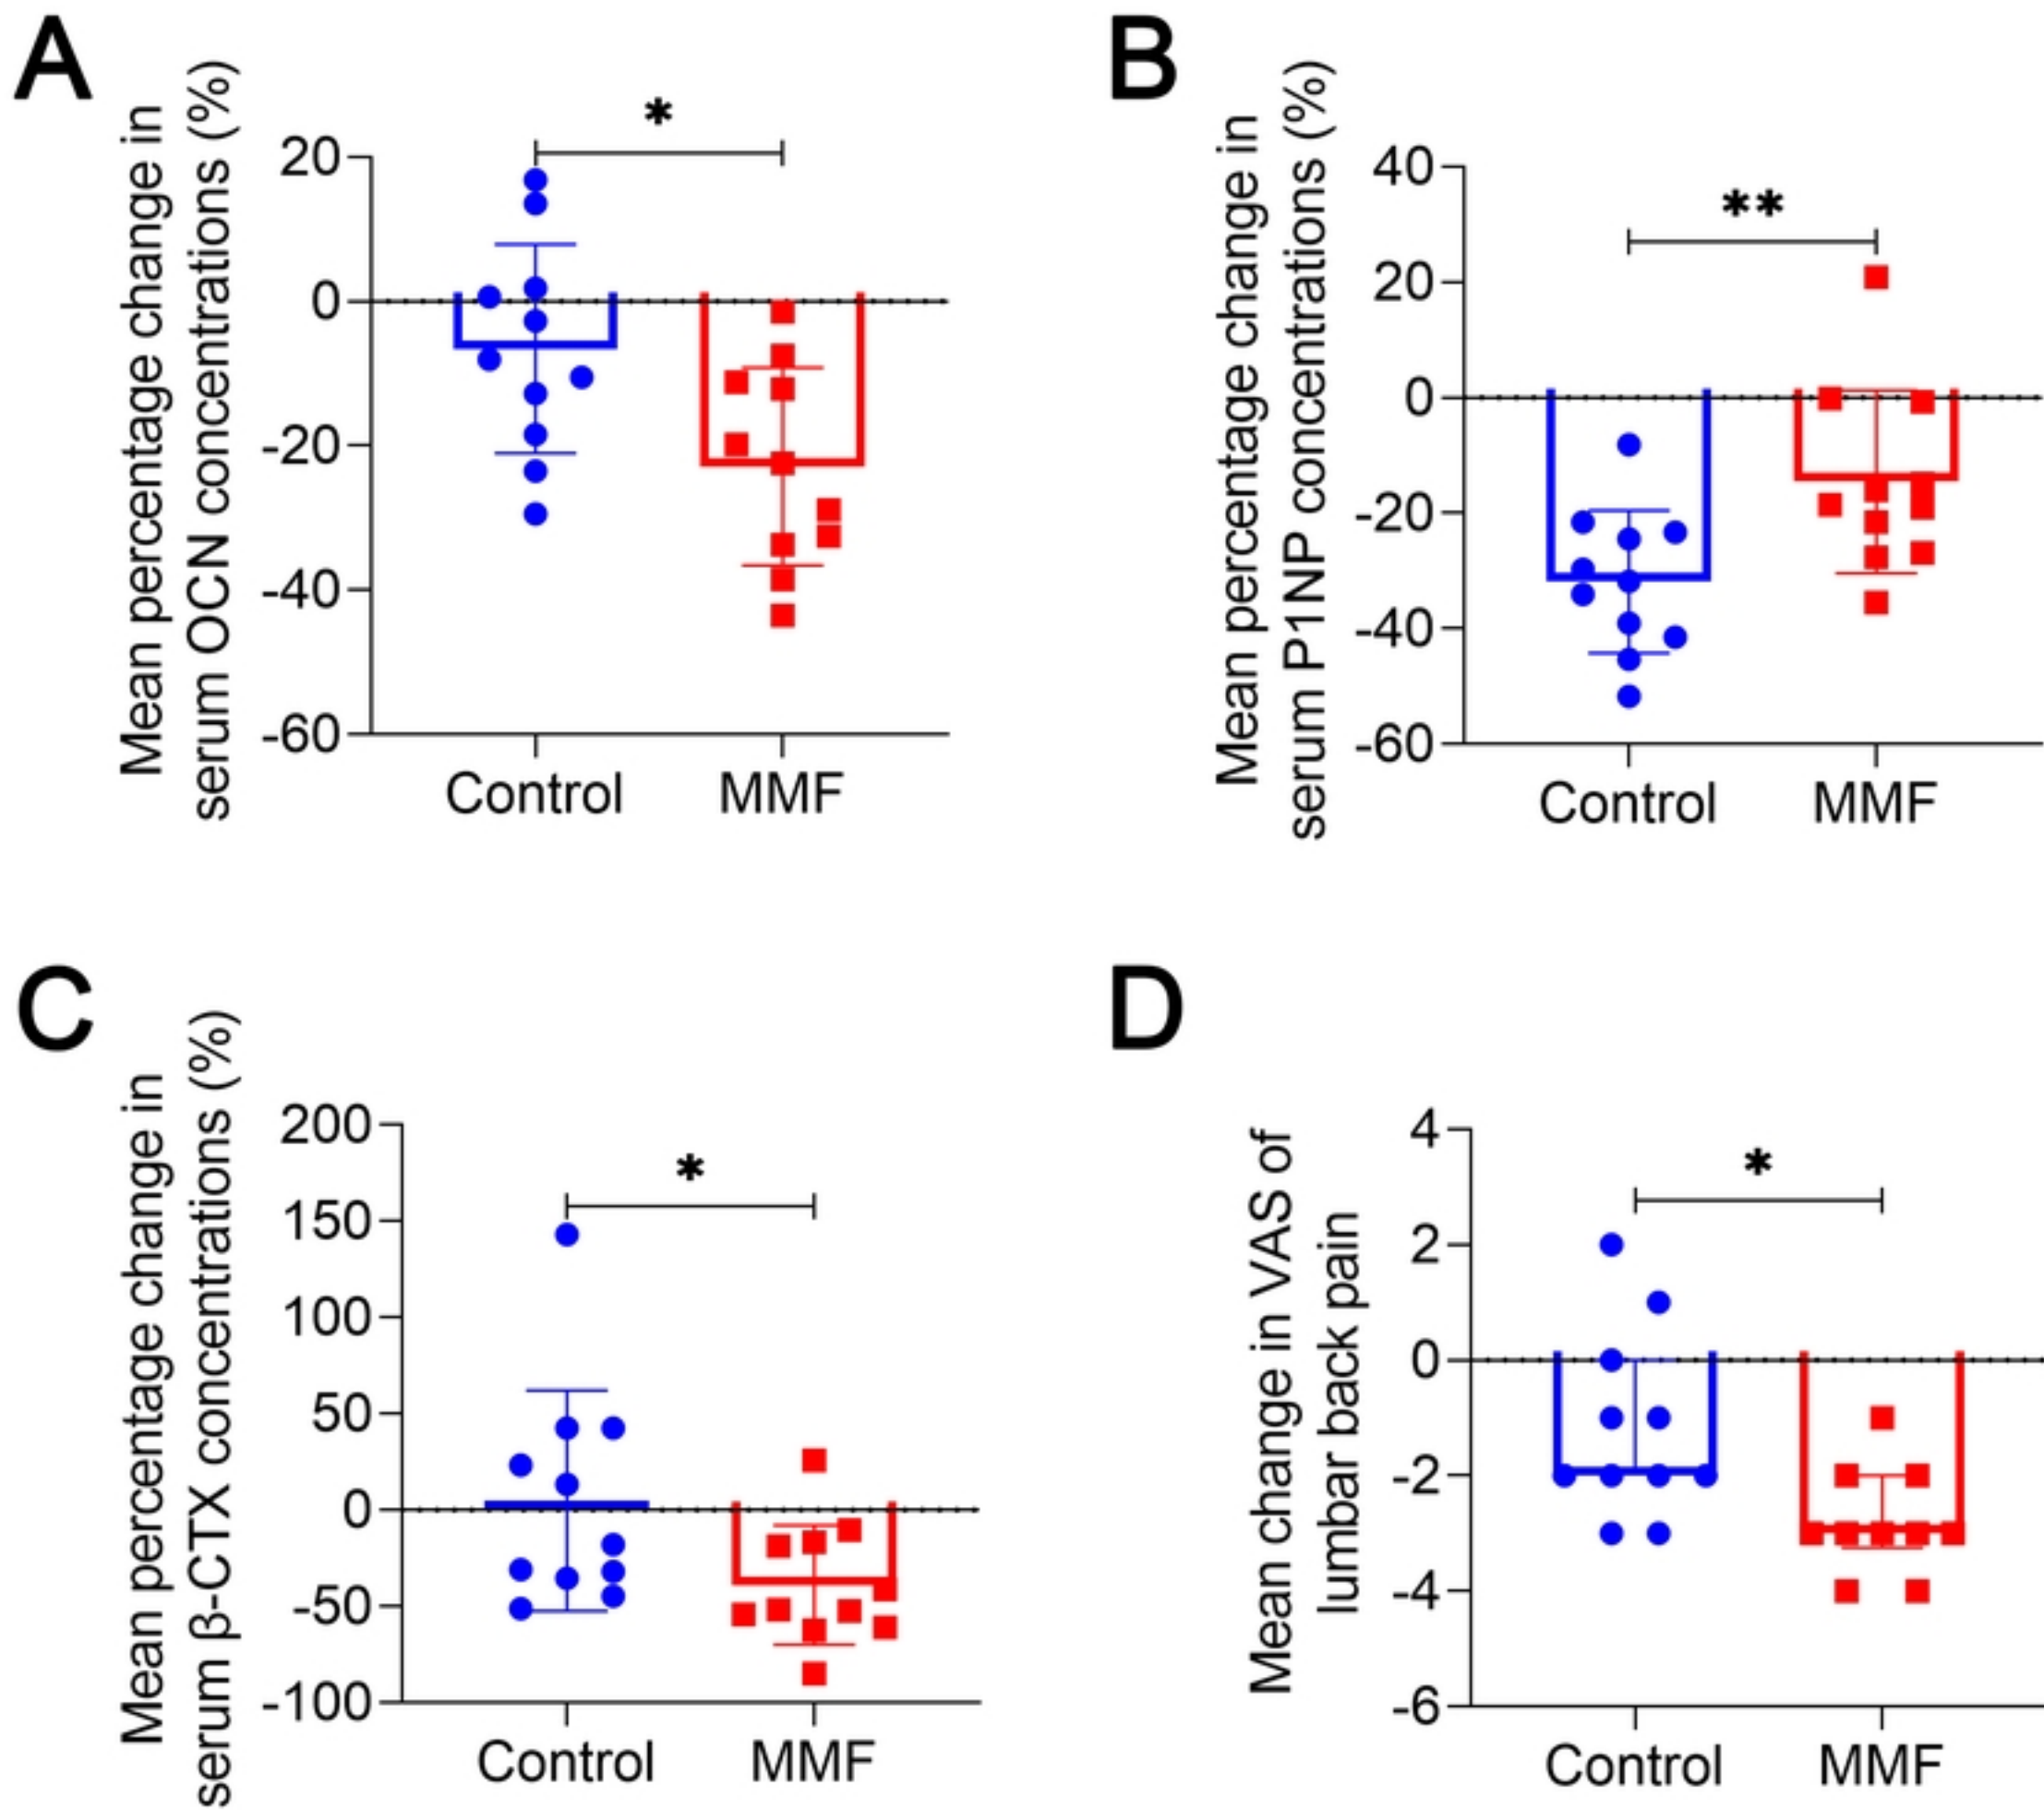 A
Mean percentage change in
serum OCN concentrations (%)
*
20
0
-20
-40
-60
Control
MMF
B
Mean percentage change in
serum P1NP concentrations (%)
**
40
20
0
-20
-40
-60
Control
MMF
C
Mean percentage change in
serum β-CTX concentrations (%)
*
200
150
100
50
0
-50
-100
Control
MMF
D
Mean change in VAS of
lumbar back pain
*
4
2
0
-2
-4
-6
Control
MMF